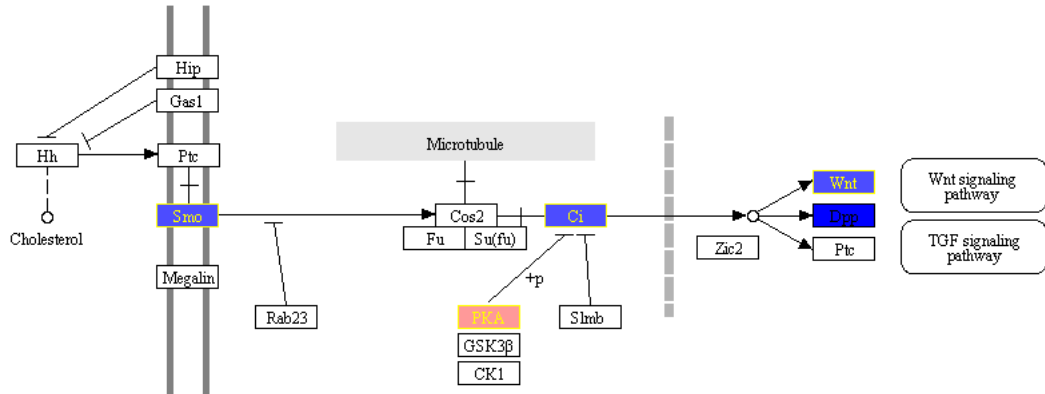 Hip
Gas1
Hh
Ptc
Microtubule
Wnt
Wnt signaling
pathway
Smo
Cos2
Ci
Dpp
Cholesterol
Fu
Su(fu)
Zic2
Ptc
TGF signaling
pathway
Megalin
+p
Rab23
PKA
Slmb
GSK3β
CK1